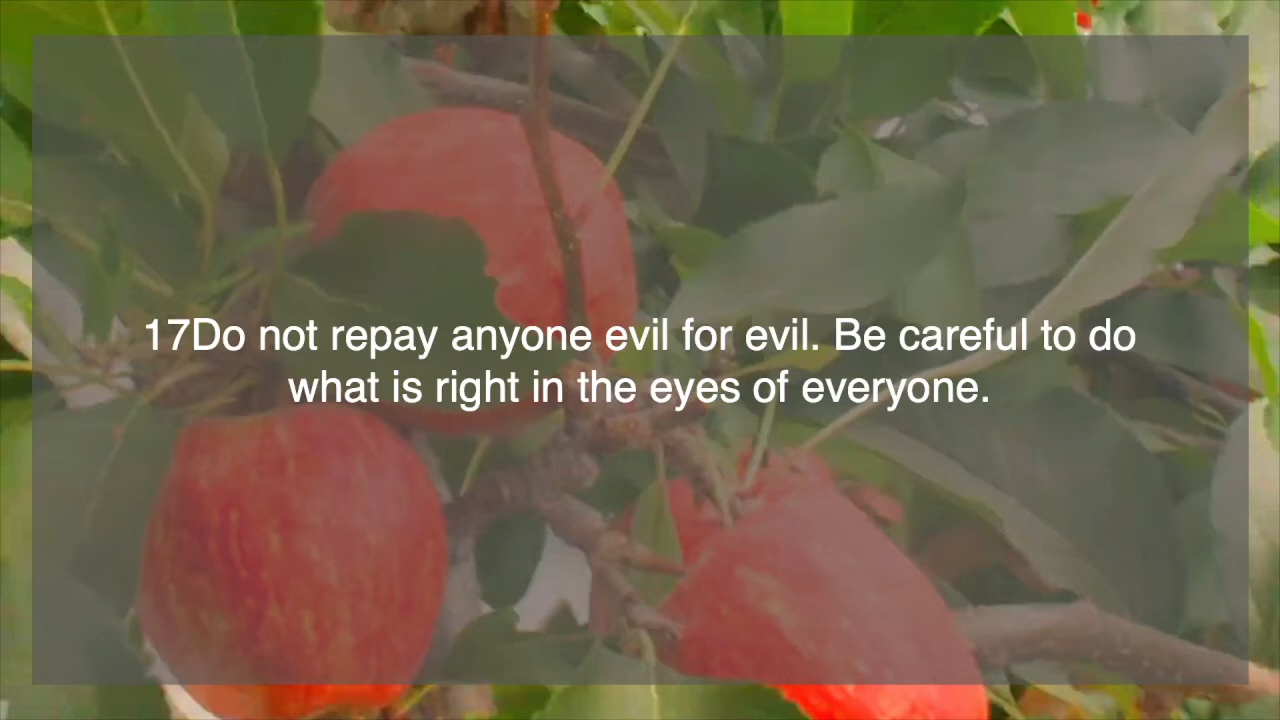 17Do not repay anyone evil for evil. Be careful to do
what is right in the eyes of everyone.